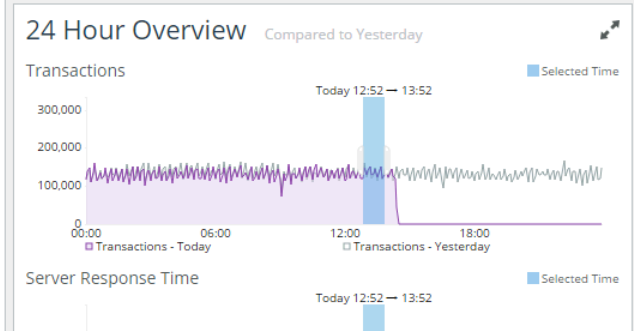 24 Hour Overview Compared to Yesterday
Transactions
Selected Time
Today 12:52 → 13:52
300,000
200,000
100,000
0
00:00 06:00 12:00 18:00
Transactions - Today Transactions - Yesterday
Server Response Time
Selected Time
Today 12:52 → 13:52